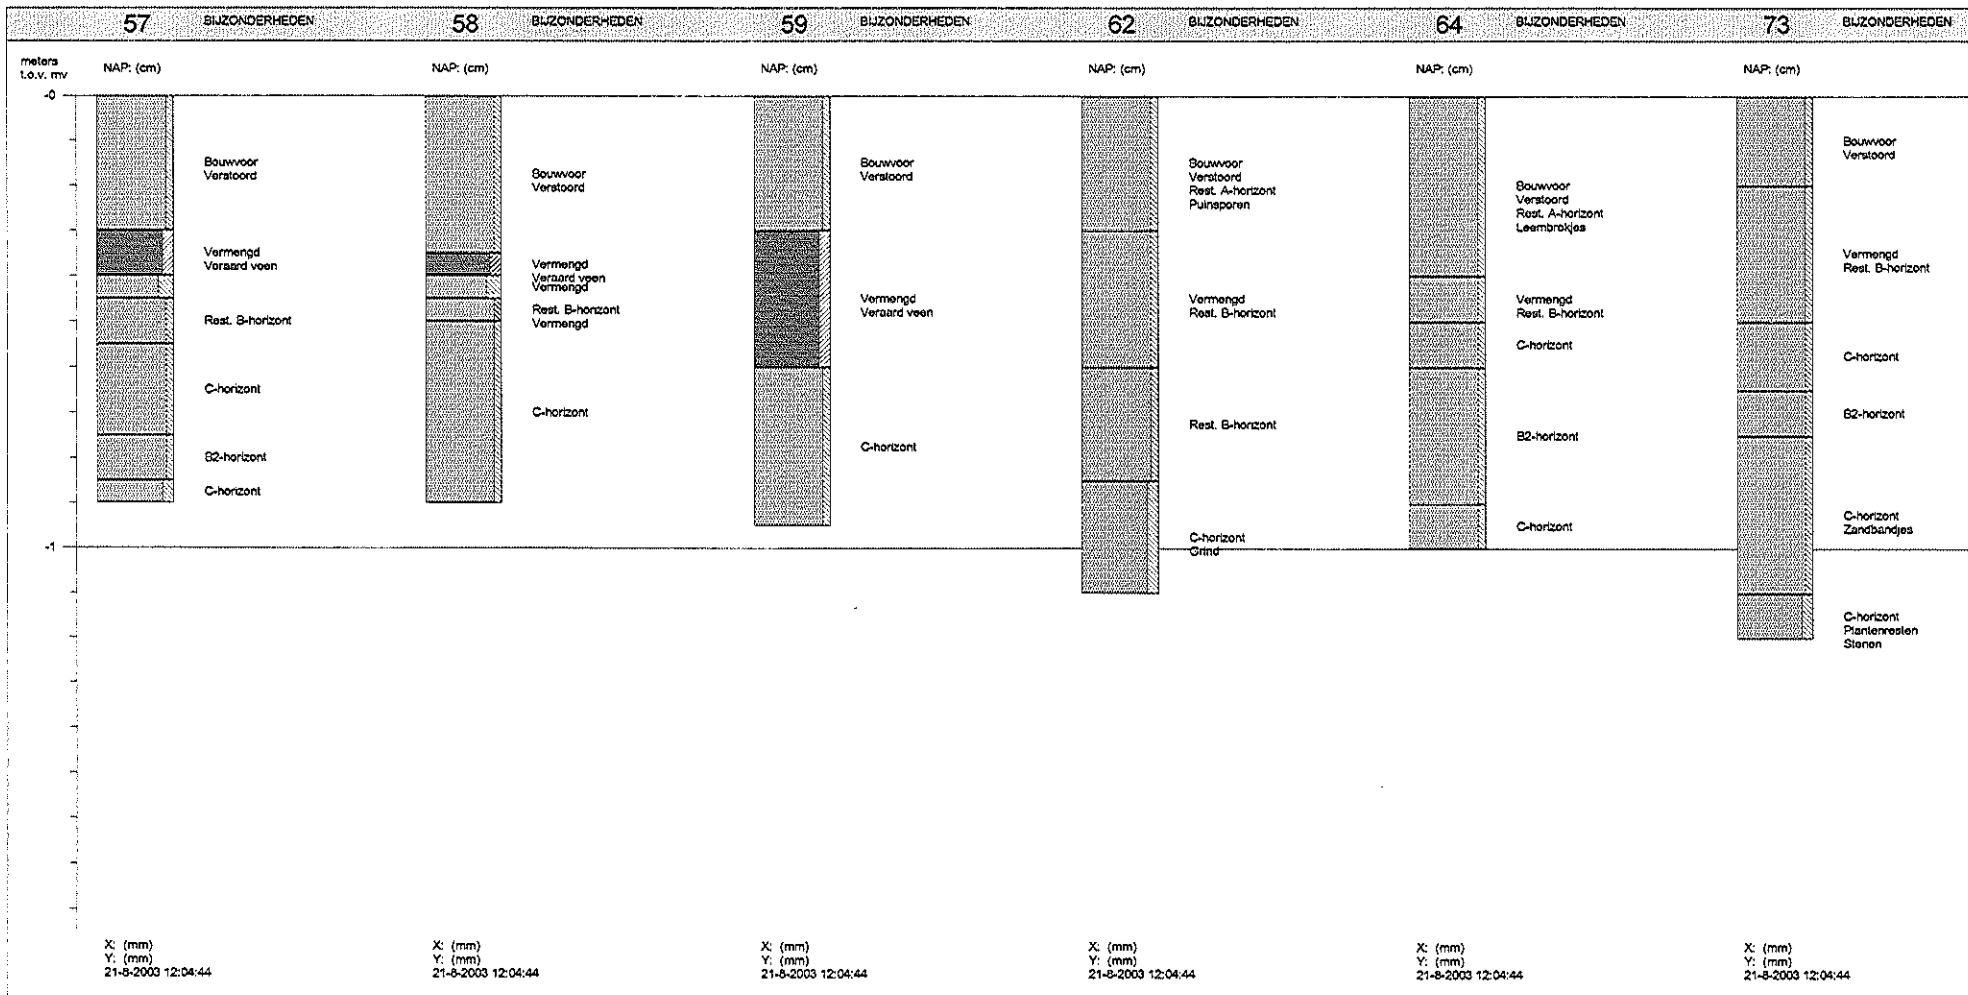 57 BIJZONDERHEDEN 58 BIJZONDERHEDEN 59 BIJZONDERHEDEN 62 BIJZONDERHEDEN 64 BIJZONDERHEDEN 73 BIJZONDERHEDEN
meters
t.o.v. mv
NAP: (cm) NAP: (cm) NAP: (cm) NAP: (cm) NAP: (cm) NAP: (cm)
-0
-1
Bouwvoor
Verstoord
Vermengd
Veraard veen
Rest. B-horizont
C-horizont
B2-horizont
C-horizont
Bouwvoor
Verstoord
Vermengd
Veraard veen
Vermengd
Rest. B-horizont
Vermengd
C-horizont
Bouwvoor
Verstoord
Vermengd
Veraard veen
C-horizont
Bouwvoor
Verstoord
Rest. A-horizont
Puinsporen
Vermengd
Rest. B-horizont
Rest. B-horizont
C-horizont
Grind
Bouwvoor
Verstoord
Rest. A-horizont
Leembrokjes
Vermengd
Rest. B-horizont
C-horizont
B2-horizont
C-horizont
Bouwvoor
Verstoord
Vermengd
Rest. B-horizont
C-horizont
B2-horizont
C-horizont
Zandbandjes
C-horizont
Plantenresten
Stenen
X: (mm) X: (mm) X: (mm) X: (mm) X: (mm) X: (mm)
Y: (mm) Y: (mm) Y: (mm) Y: (mm) Y: (mm) Y: (mm)
21-8-2003 12:04:44 21-8-2003 12:04:44 21-8-2003 12:04:44 21-8-2003 12:04:44 21-8-2003 12:04:44 21-8-2003 12:04:44